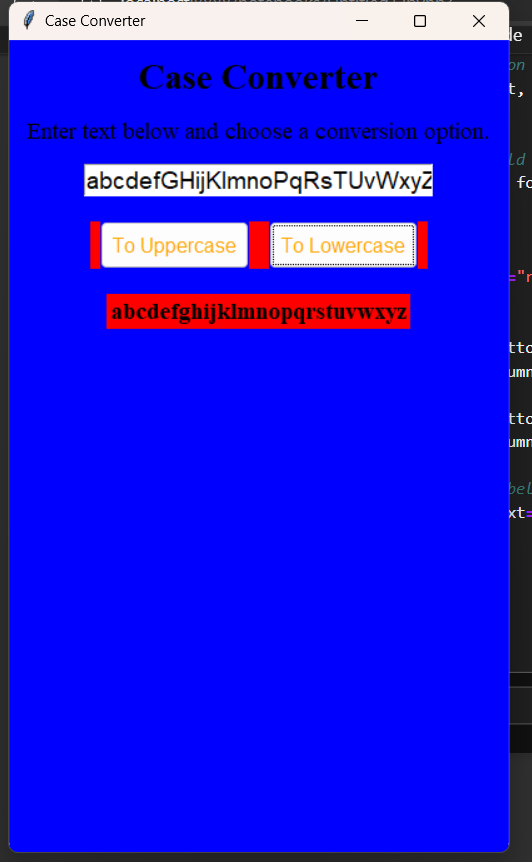 Case Converter
Case Converter
Enter text below and choose a conversion option.
abcdefGHijKlmnoPqRsTUvWxyZ
To Uppercase
To Lowercase
abcdefghijklmnopqrstuvwxyz